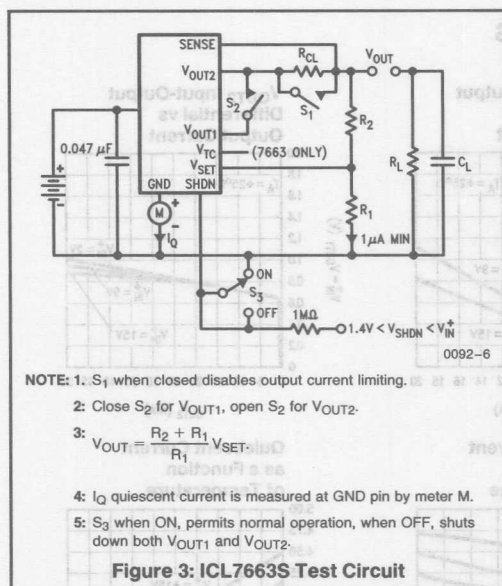 SENSE
VOUT2
RCL
VOUT
S2
S1
VOUT1
R2
0.047 μF
VTC
(7663 ONLY)
VSET
RL
CL
GND
SHDN
M
R1
IQ
1 μA MIN
ON
S3
OFF
1MΩ
1.4V < VSHDN < VIN+
0092–6
NOTE: 1. S1 when closed disables output current limiting.
2: Close S2 for VOUT1, open S2 for VOUT2.
3: VOUT = (R2 + R1)/R1 VSET.
4: IQ quiescent current is measured at GND pin by meter M.
5: S3 when ON, permits normal operation, when OFF, shuts
down both VOUT1 and VOUT2.
Figure 3: ICL7663S Test Circuit